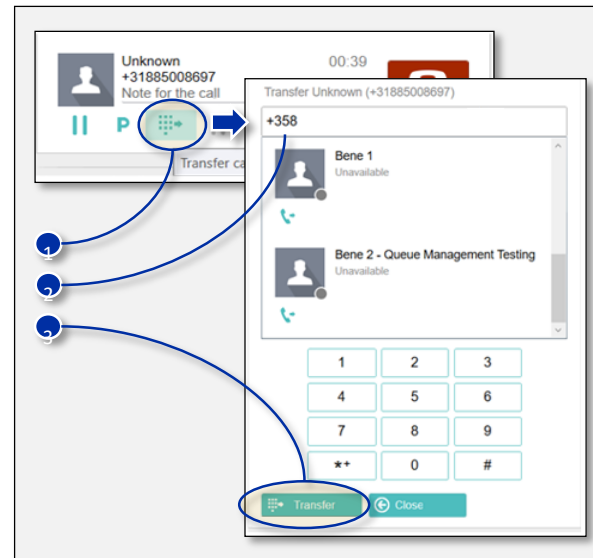 Unknown
00:39
+31885008697
Note for the call
P
Transfer ca
Transfer Unknown (+31885008697)
+358
Bene 1
Unavailable
Bene 2 - Queue Management Testing
Unavailable
1
2
3
1 2 3
4 5 6
7 8 9
*+ 0 #
Transfer
Close